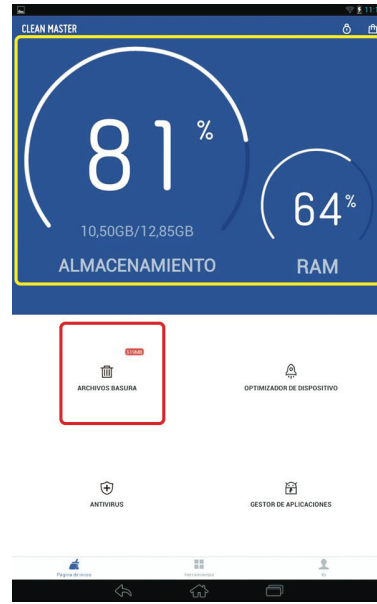 CLEAN MASTER
81%
10,50GB/12,85GB
ALMACENAMIENTO
64%
RAM
ARCHIVOS BASURA
OPTIMIZADOR DE DISPOSITIVO
ANTIVIRUS
GESTOR DE APLICACIONES
Página de inicio
Herramientas